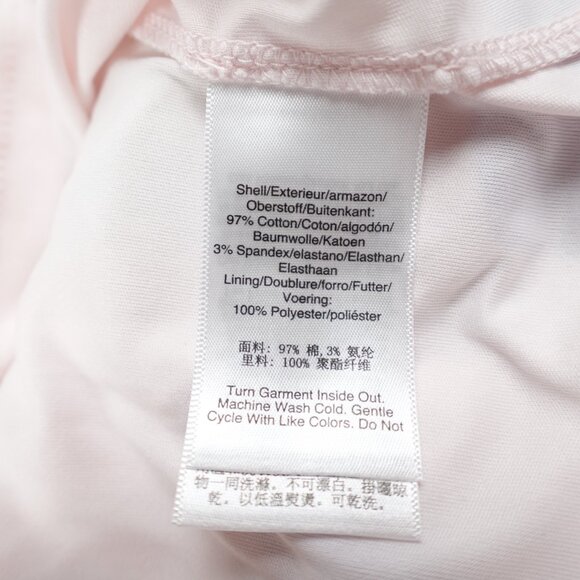 Shell/Exterieur/armazon/
Oberstoff/Buitenkant:
97% Cotton/Coton/algodón/
Baumwolle/Katoen
3% Spandex/elastano/Elasthan/
Elasthaan
Lining/Doublure/forro/Futter/
Voering:
100% Polyester/poliéster
面料: 97% 棉,3% 氨纶
里料: 100% 聚酯纤维
Turn Garment Inside Out.
Machine Wash Cold. Gentle
Cycle With Like Colors. Do Not
物一同洗滌。不可漂白。掛曬晾
乾。以低溫熨燙。可乾洗。